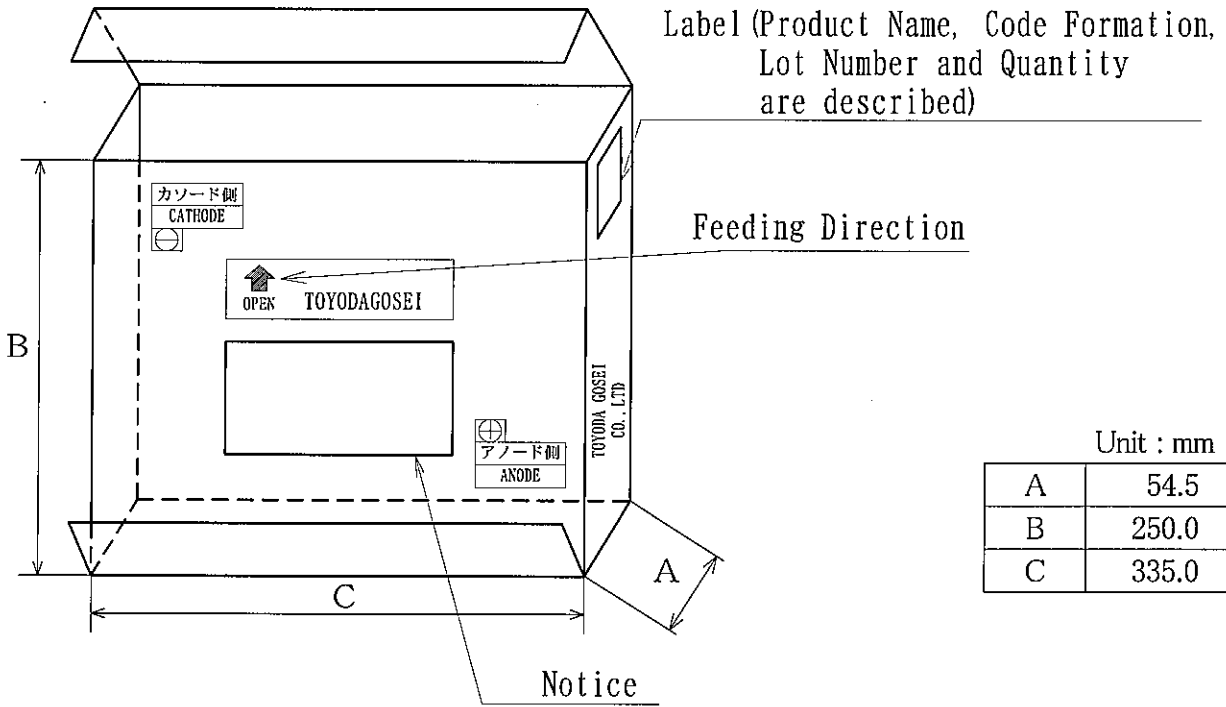 Label (Product Name, Code Formation,
Lot Number and Quantity
are described)
カソード側
CATHODE
⊖
Feeding Direction
OPEN TOYODAGOSEI
B
TOYODA GOSEI
CO., LTD
⊕
アノード側
ANODE
Unit : mm
A 54.5
B 250.0
C 335.0
A
C
Notice